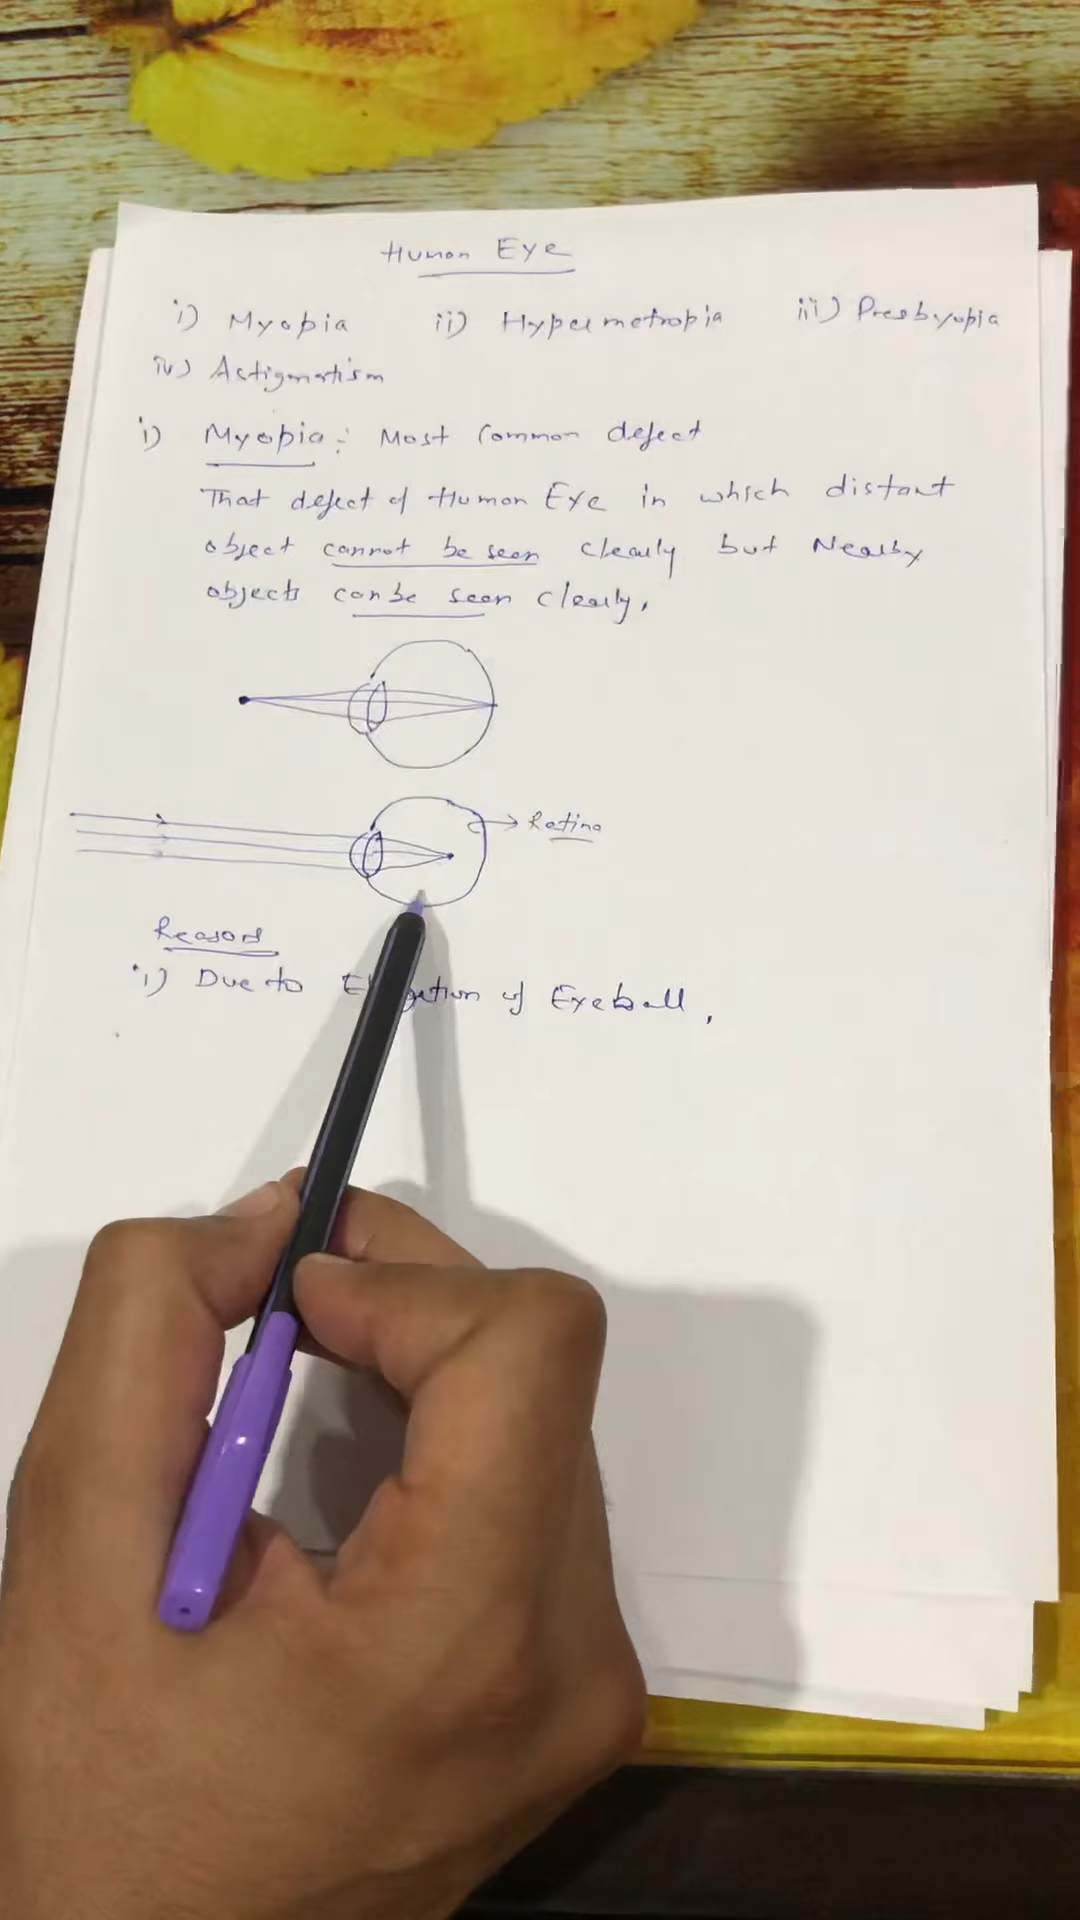 Human Eye
i) Myopia ii) Hypermetropia iii) Presbyopia
iv) Astigmatism
i) Myopia : Most Common defect
That defect of Human Eye in which distant
object cannot be seen clearly but Nearby
objects can be seen clearly,
Retina
Reasons
i) Due to of Eyeball,